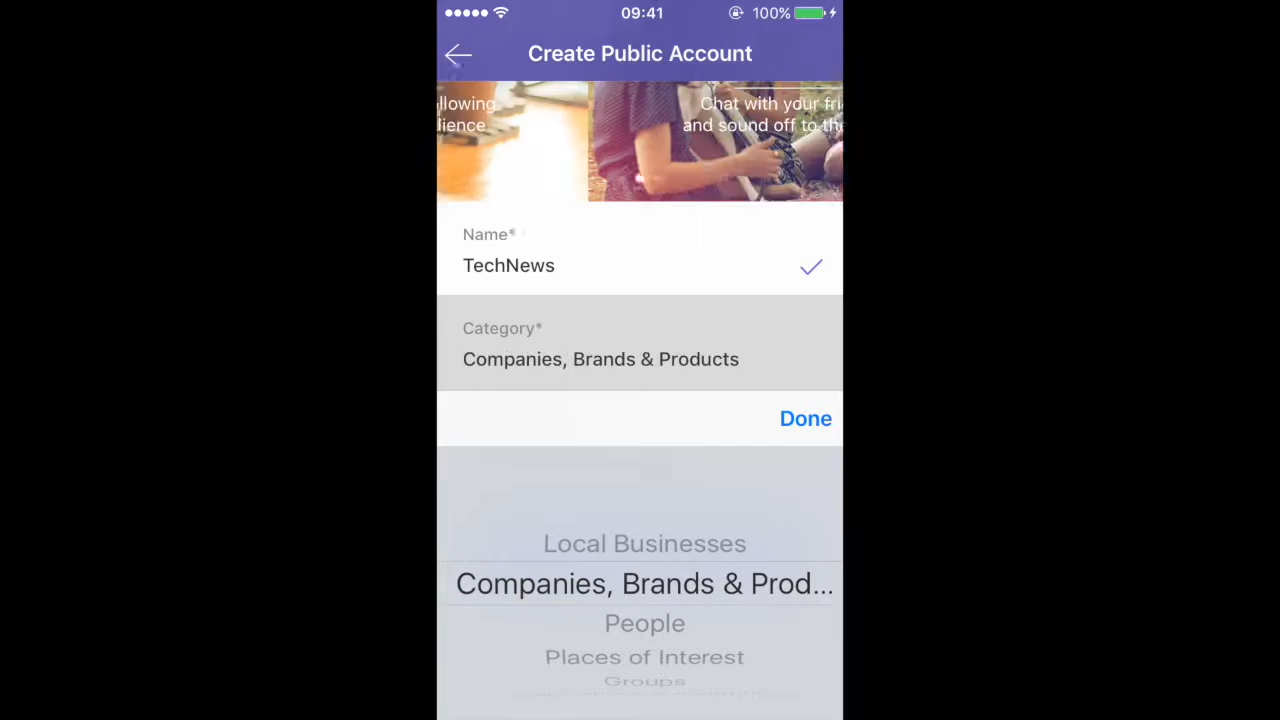 09:41
100%
Create Public Account
llowing
lience
Chat with your fri
and sound off to th
Name*
TechNews
Category*
Companies, Brands & Products
Done
Local Businesses
Companies, Brands & Prod...
People
Places of Interest
Groups